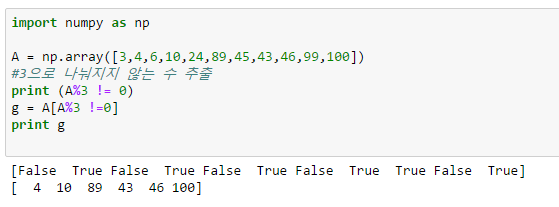 import numpy as np
A = np.array([3,4,6,10,24,89,45,43,46,99,100])
#3으로 나눠지지 않는 수 추출
print (A%3 != 0)
g = A[A%3 !=0]
print g
[False  True False  True False  True False  True  True False  True]
[  4  10  89  43  46 100]